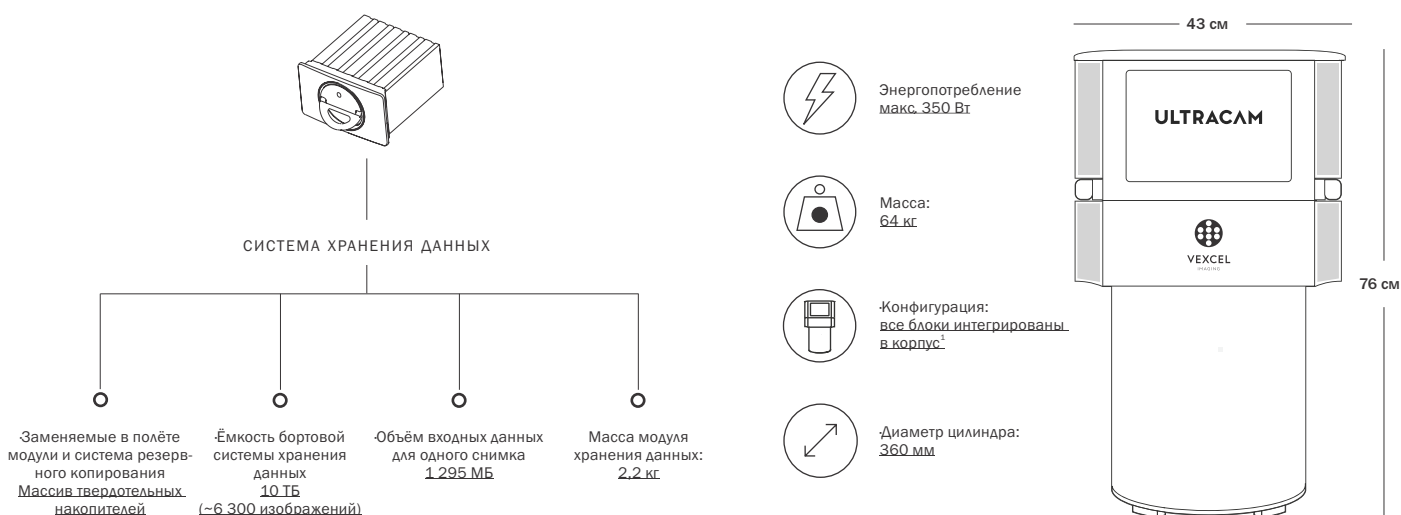 СИСТЕМА ХРАНЕНИЯ ДАННЫХ
·Заменяемые в полёте
модули и система резерв-
ного копирования
Массив твердотельных
накопителей
·Ёмкость бортовой
системы хранения
данных
10 ТБ
(~6 300 изображений)
·Объём входных данных
для одного снимка
1 295 МБ
Масса модуля
хранения данных:
2,2 кг
Энергопотребление
макс. 350 Вт
Масса:
64 кг
·Конфигурация:
все блоки интегрированы
в корпус¹
·Диаметр цилиндра:
360 мм
43 см
ULTRACAM
VEXCEL
IMAGING
76 см